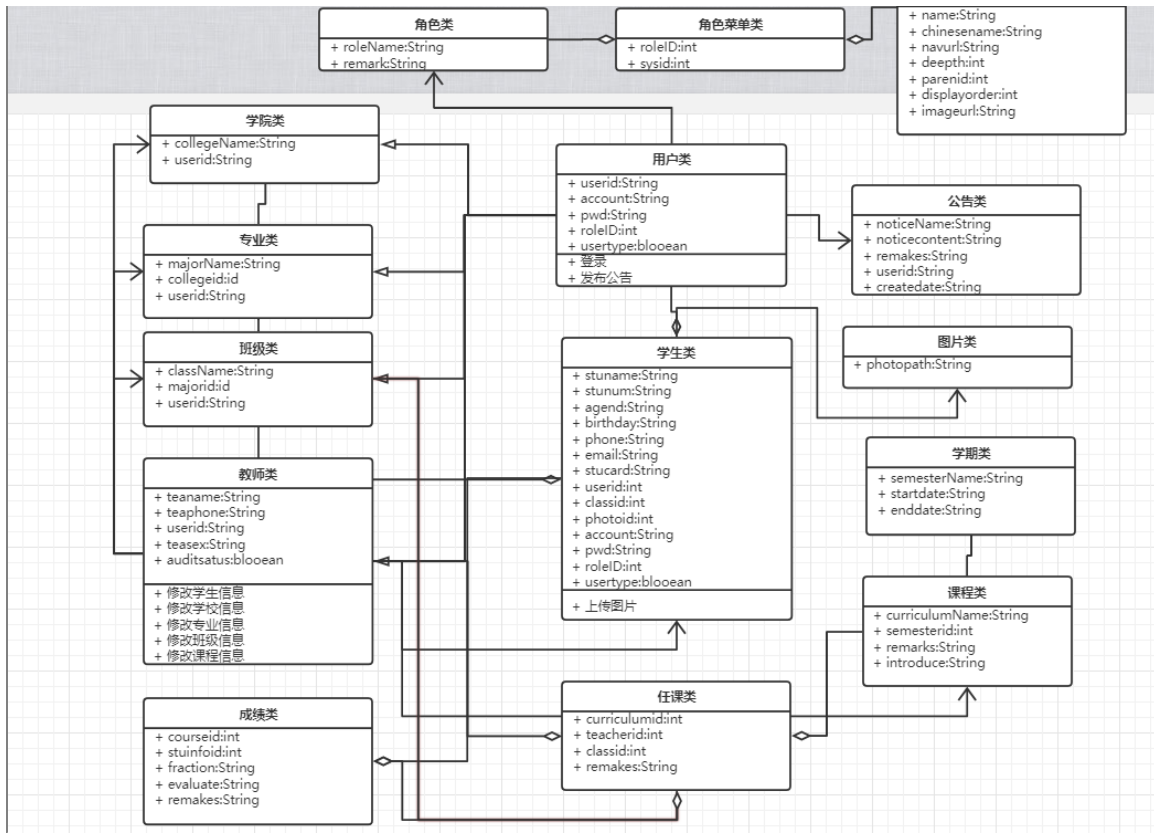 角色类
+ roleName:String
+ remark:String
角色菜单类
+ roleID:int
+ sysid:int
+ name:String
+ chinesename:String
+ navurl:String
+ deepth:int
+ parenid:int
+ displayorder:int
+ imageurl:String
学院类
+ collegeName:String
+ userid:String
用户类
+ userid:String
+ account:String
+ pwd:String
+ roleID:int
+ usertype:blooean
+ 登录
+ 发布公告
公告类
+ noticeName:String
+ noticecontent:String
+ remakes:String
+ userid:String
+ createdate:String
专业类
+ majorName:String
+ collegeid:id
+ userid:String
班级类
+ className:String
+ majorid:id
+ userid:String
学生类
+ stuname:String
+ stunum:String
+ agend:String
+ birthday:String
+ phone:String
+ email:String
+ stucard:String
+ userid:int
+ classid:int
+ photoid:int
+ account:String
+ pwd:String
+ roleID:int
+ usertype:blooean
+ 上传图片
图片类
+ photopath:String
教师类
+ teaname:String
+ teaphone:String
+ userid:String
+ teasex:String
+ auditsatus:blooean
+ 修改学生信息
+ 修改学校信息
+ 修改专业信息
+ 修改班级信息
+ 修改课程信息
学期类
+ semesterName:String
+ startdate:String
+ enddate:String
课程类
+ curriculumName:String
+ semesterid:int
+ remarks:String
+ introduce:String
成绩类
+ courseid:int
+ stuinfoid:int
+ fraction:String
+ evaluate:String
+ remakes:String
任课类
+ curriculumid:int
+ teacherid:int
+ classid:int
+ remakes:String